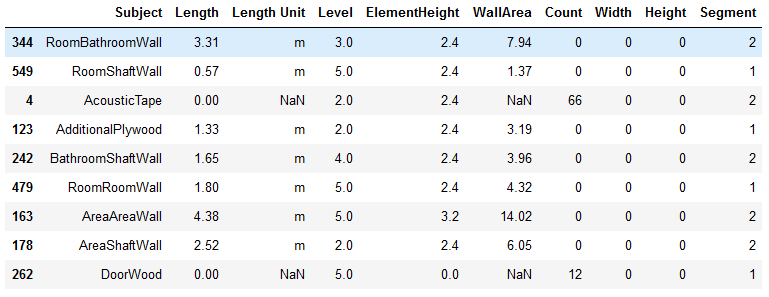 Subject Length Length Unit Level ElementHeight WallArea Count Width Height Segment
344 RoomBathroomWall 3.31 m 3.0 2.4 7.94 0 0 0 2
549 RoomShaftWall 0.57 m 5.0 2.4 1.37 0 0 0 1
4 AcousticTape 0.00 NaN 2.0 2.4 NaN 66 0 0 2
123 AdditionalPlywood 1.33 m 2.0 2.4 3.19 0 0 0 1
242 BathroomShaftWall 1.65 m 4.0 2.4 3.96 0 0 0 2
479 RoomRoomWall 1.80 m 5.0 2.4 4.32 0 0 0 1
163 AreaAreaWall 4.38 m 5.0 3.2 14.02 0 0 0 2
178 AreaShaftWall 2.52 m 2.0 2.4 6.05 0 0 0 2
262 DoorWood 0.00 NaN 5.0 0.0 NaN 12 0 0 1